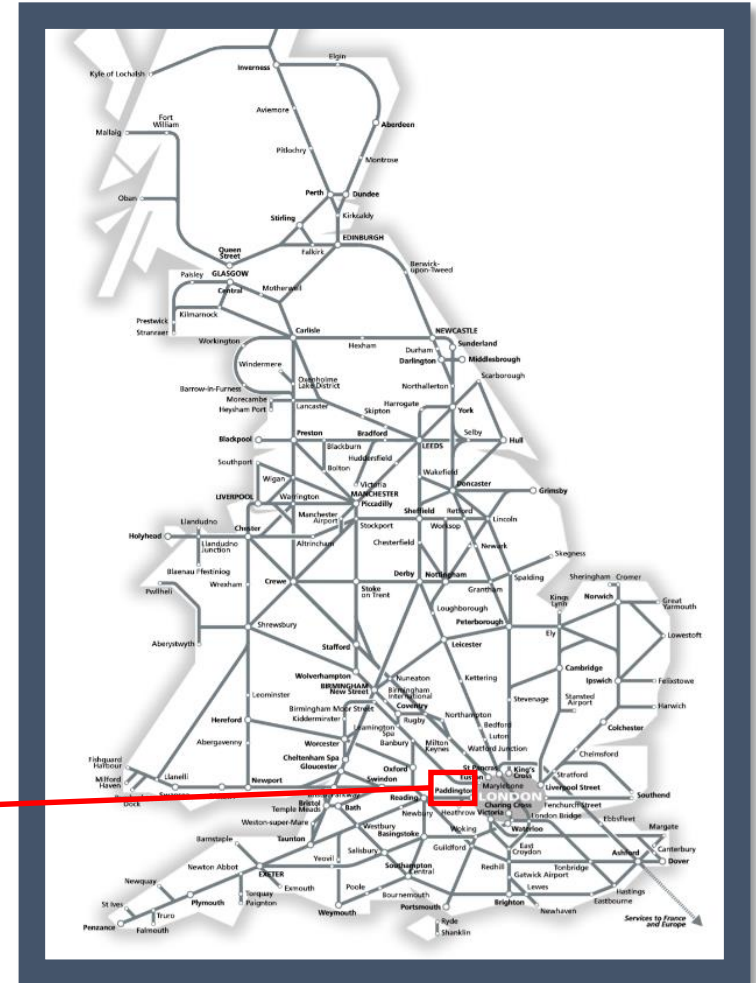 Kyle of Lochalsh
Inverness
Elgin
Aviemore
Aberdeen
Fort
William
Mallaig
Pitlochry
Montrose
Perth
Dundee
Oban
Stirling
Kirkcaldy
EDINBURGH
Queen
Street
Falkirk
Berwick-
upon-Tweed
Paisley
GLASGOW
Central
Motherwell
Prestwick
Kilmarnock
Stranraer
Carlisle
NEWCASTLE
Sunderland
Workington
Hexham
Durham
Darlington
Middlesbrough
Windermere
Scarborough
Oxenholme
Lake District
Northallerton
Barrow-in-Furness
Morecambe
Heysham Port
Lancaster
Harrogate
York
Skipton
Blackpool
Preston
Bradford
LEEDS
Selby
Hull
Blackburn
Huddersfield
Southport
Bolton
Wakefield
Wigan
Victoria
MANCHESTER
Piccadilly
Doncaster
Grimsby
LIVERPOOL
Warrington
Manchester
Airport
Sheffield
Retford
Lincoln
Llandudno
Stockport
Worksop
Holyhead
Chester
Llandudno
Junction
Altrincham
Chesterfield
Newark
Skegness
Blaenau Ffestiniog
Wrexham
Crewe
Stoke
on Trent
Derby
Nottingham
Grantham
Spalding
Sheringham
Cromer
Pwllheli
Loughborough
Kings
Lynn
Norwich
Great
Yarmouth
Shrewsbury
Peterborough
Ely
Lowestoft
Aberystwyth
Stafford
Leicester
Wolverhampton
BIRMINGHAM
New Street
Nuneaton
Birmingham
International
Kettering
Cambridge
Ipswich
Felixstowe
Leominster
Coventry
Stevenage
Stansted
Airport
Harwich
Birmingham Moor Street
Kidderminster
Rugby
Northampton
Hereford
Leamington
Spa
Bedford
Colchester
Abergavenny
Worcester
Banbury
Milton
Keynes
Luton
Watford Junction
Chelmsford
Fishguard
Harbour
Cheltenham Spa
Gloucester
Oxford
St Pancras
King's
Cross
Stratford
Milford
Haven
Llanelli
Newport
Swindon
Euston
Marylebone
Liverpool Street
Dock
Paddington
LONDON
Southend
Reading
Bristol
Temple Meads
Bath
Newbury
Heathrow
Charing Cross
Victoria
Fenchurch Street
London Bridge
Ebbsfleet
Weston-super-Mare
Westbury
Basingstoke
Woking
Waterloo
Margate
Barnstaple
Taunton
Salisbury
Guildford
East
Croydon
Canterbury
Yeovil
Redhill
Tonbridge
Ashford
Dover
Newton Abbot
EXETER
Southampton
Central
Gatwick Airport
Newquay
Exmouth
Poole
Lewes
Hastings
Torquay
Paignton
Bournemouth
Eastbourne
St Ives
Plymouth
Weymouth
Portsmouth
Brighton
Newhaven
Truro
Penzance
Falmouth
Ryde
Shanklin
Services to France
and Europe